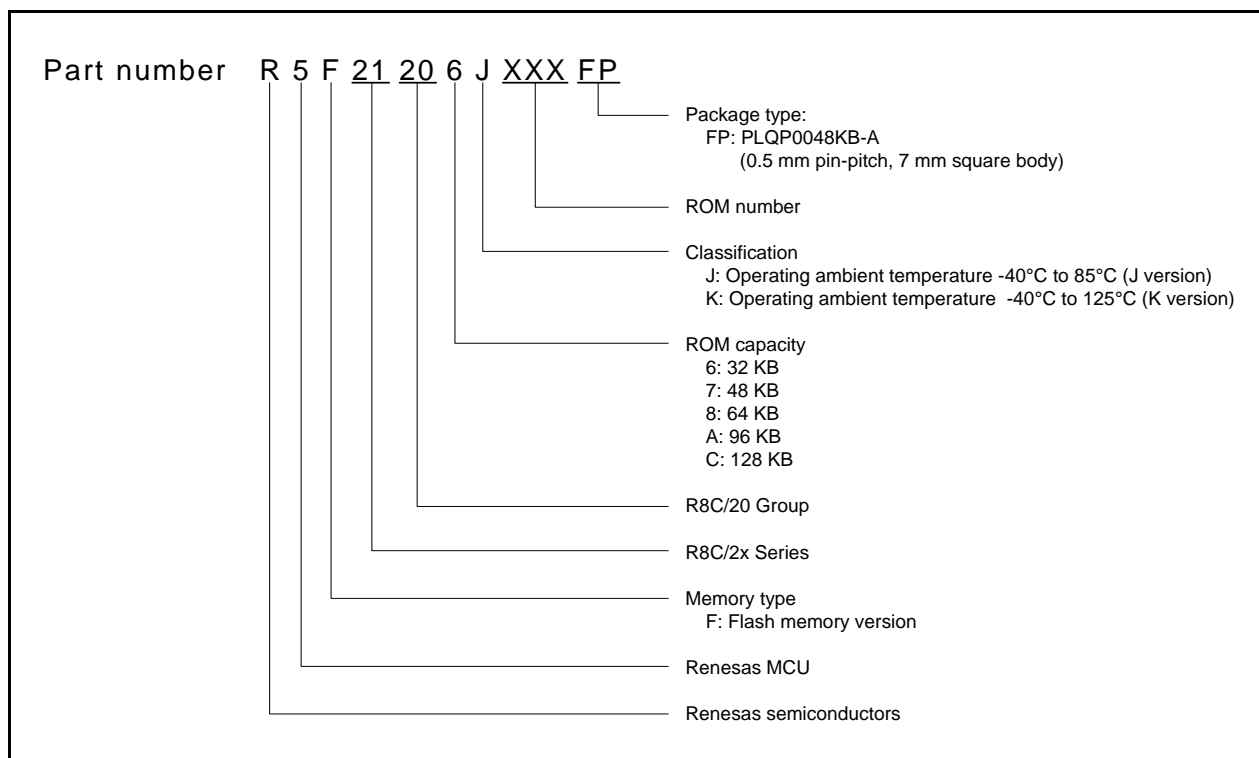 Part number R 5 F 21 20 6 J XXX FP
Package type:
FP: PLQP0048KB-A
(0.5 mm pin-pitch, 7 mm square body)
ROM number
Classification
J: Operating ambient temperature -40°C to 85°C (J version)
K: Operating ambient temperature -40°C to 125°C (K version)
ROM capacity
6: 32 KB
7: 48 KB
8: 64 KB
A: 96 KB
C: 128 KB
R8C/20 Group
R8C/2x Series
Memory type
F: Flash memory version
Renesas MCU
Renesas semiconductors